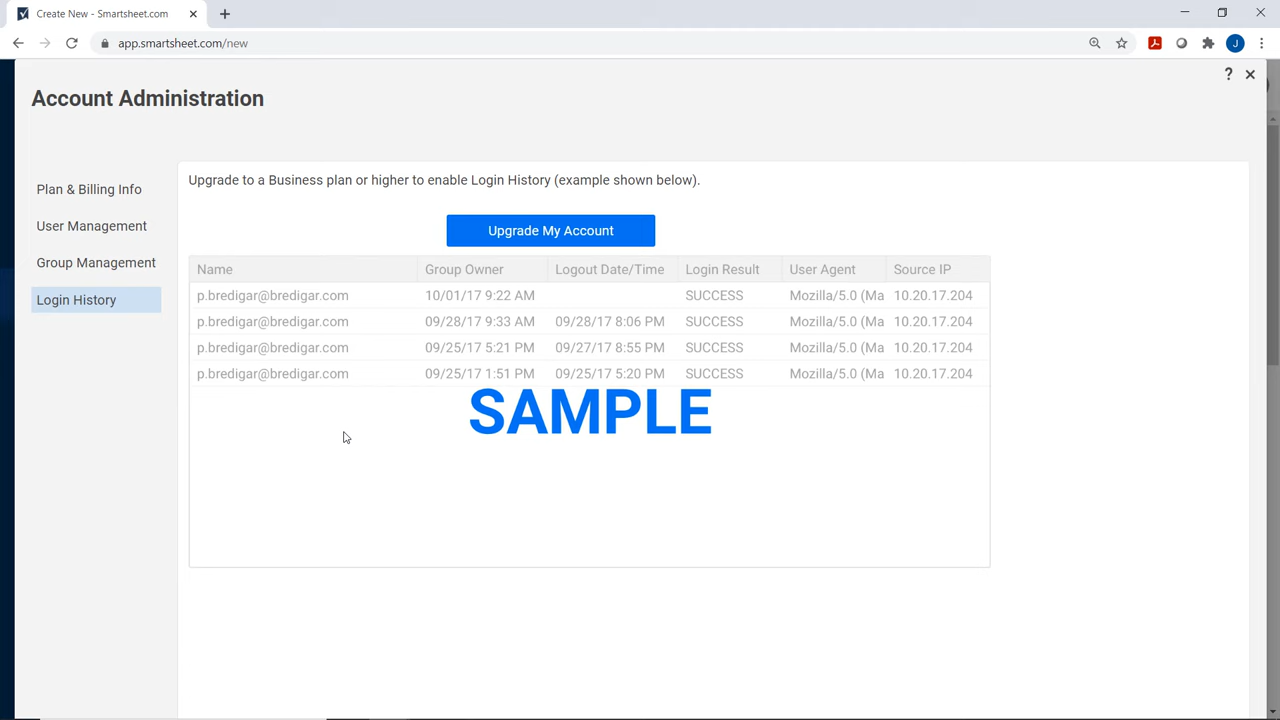 Create New - Smartsheet.com
app.smartsheet.com/new
J
?
Account Administration
Plan & Billing Info
User Management
Group Management
Login History
Upgrade to a Business plan or higher to enable Login History (example shown below).
Upgrade My Account
Name Group Owner Logout Date/Time Login Result User Agent Source IP
p.bredigar@bredigar.com 10/01/17 9:22 AM SUCCESS Mozilla/5.0 (Ma 10.20.17.204
p.bredigar@bredigar.com 09/28/17 9:33 AM 09/28/17 8:06 PM SUCCESS Mozilla/5.0 (Ma 10.20.17.204
p.bredigar@bredigar.com 09/25/17 5:21 PM 09/27/17 8:55 PM SUCCESS Mozilla/5.0 (Ma 10.20.17.204
p.bredigar@bredigar.com 09/25/17 1:51 PM 09/25/17 5:20 PM SUCCESS Mozilla/5.0 (Ma 10.20.17.204
SAMPLE